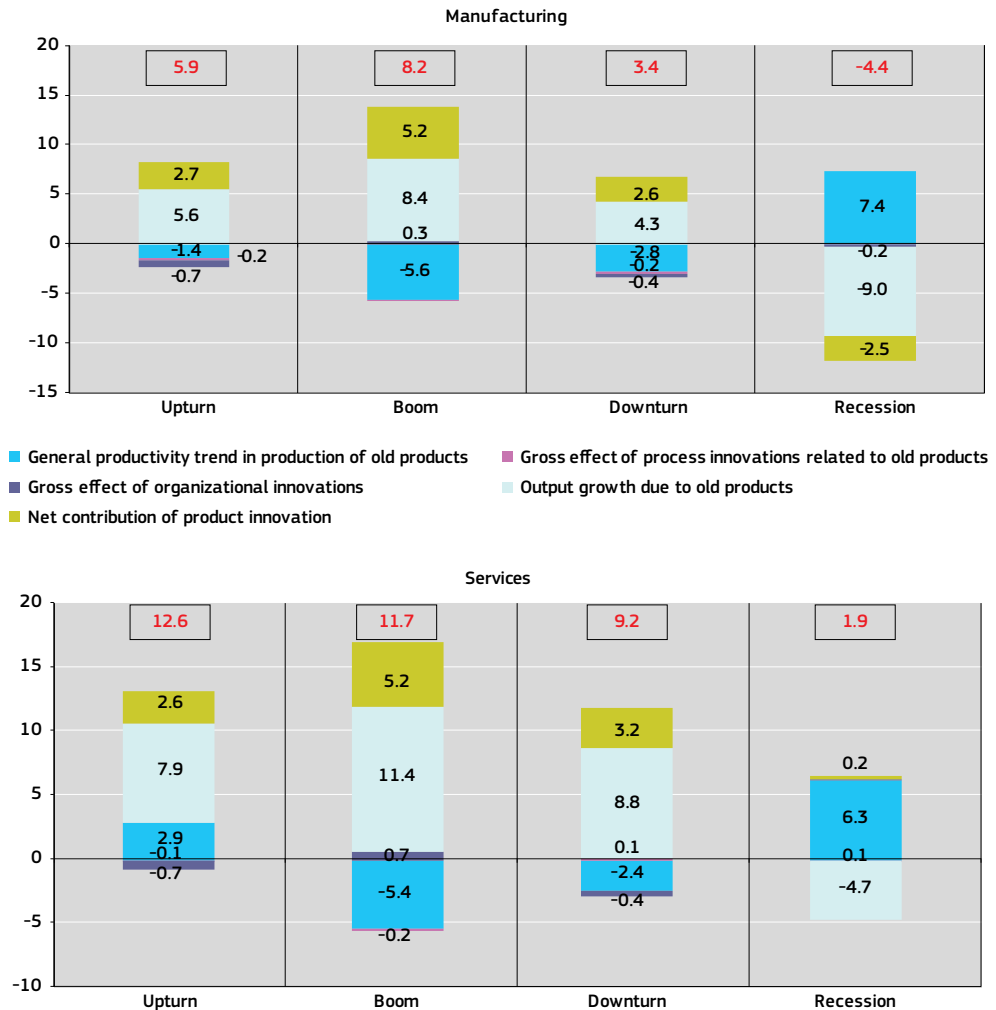 Manufacturing
20
15
10
5
0
-5
-10
-15
5.9 8.2 3.4 -4.4
2.7 5.2 2.6 7.4
5.6 8.4 4.3
0.3
-1.4 -0.2 -5.6 -2.8 -0.2
-0.7 -0.2 -9.0
-0.4 -2.5
Upturn Boom Downturn Recession
General productivity trend in production of old products Gross effect of process innovations related to old products
Gross effect of organizational innovations Output growth due to old products
Net contribution of product innovation
Services
20
15
10
5
0
-5
-10
12.6 11.7 9.2 1.9
2.6 5.2 3.2 0.2
7.9 11.4 8.8 6.3
2.9 0.7 0.1 0.1
-0.1 -5.4 -2.4 -4.7
-0.7 -0.2 -0.4
Upturn Boom Downturn Recession